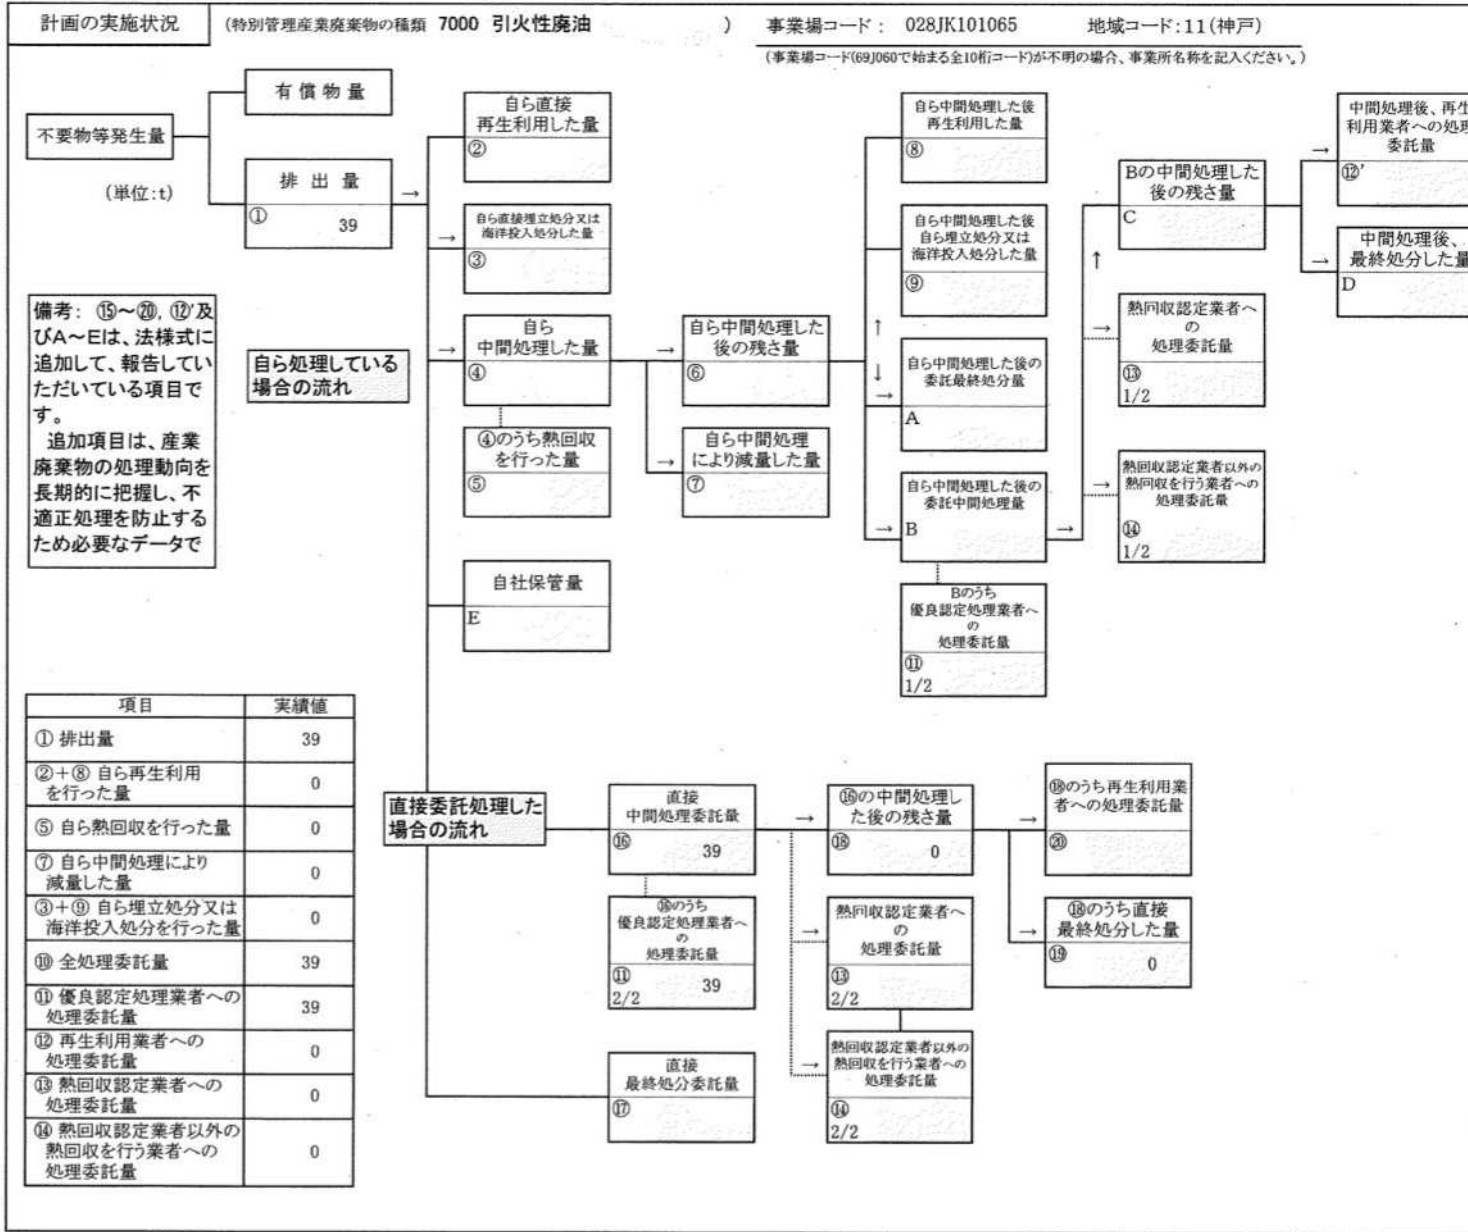 計画の実施状況
(特別管理産業廃棄物の種類 7000 引火性廃油 )
事業場コード: 028JK101065
地域コード:11(神戸)
(事業場コード(69J060で始まる全10桁コード)が不明の場合、事業所名称を記入ください。)
不要物等発生量
(単位:t)
有償物量
排出量
①
39
→
自ら直接
再生利用した量
②
→
自ら直接埋立処分又は
海洋投入処分した量
③
→
自ら
中間処理した量
④
④のうち熱回収
を行った量
⑤
自社保管量
E
→
自ら中間処理した
後の残さ量
⑥
→
自ら中間処理
により減量した量
⑦
自ら中間処理した後
再生利用した量
⑧
自ら中間処理した後
自ら埋立処分又は
海洋投入処分した量
⑨
↑
↓
→
自ら中間処理した後の
委託最終処分量
A
→
自ら中間処理した後の
委託中間処理量
B
→
Bのうち
優良認定処理業者へ
の
処理委託量
⑪
1/2
↑
Bの中間処理した
後の残さ量
C
→
熱回収認定業者へ
の
処理委託量
⑬
1/2
→
熱回収認定業者以外の
熱回収を行う業者への
処理委託量
⑭
1/2
→
中間処理後、再生
利用業者への処理
委託量
⑫'
→
中間処理後、
最終処分した量
D
備考: ⑮~⑳, ⑫'及
びA~Eは、法様式に
追加して、報告してい
ただいている項目で
す。
追加項目は、産業
廃棄物の処理動向を
長期的に把握し、不
適正処理を防止する
ため必要なデータで
自ら処理している
場合の流れ
項目 実績値
① 排出量 39
②+⑧ 自ら再生利用
を行った量 0
⑤ 自ら熱回収を行った量 0
⑦ 自ら中間処理により
減量した量 0
③+⑨ 自ら埋立処分又は
海洋投入処分を行った量 0
⑩ 全処理委託量 39
⑪ 優良認定処理業者への
処理委託量 39
⑫ 再生利用業者への
処理委託量 0
⑬ 熱回収認定業者への
処理委託量 0
⑭ 熱回収認定業者以外の
熱回収を行う業者への
処理委託量 0
直接委託処理した
場合の流れ
直接
中間処理委託量
⑯
39
⑯のうち
優良認定処理業者へ
の
処理委託量
⑪
2/2
39
直接
最終処分委託量
⑰
→
⑯の中間処理し
た後の残さ量
⑱
0
→
熱回収認定業者へ
の
処理委託量
⑬
2/2
→
熱回収認定業者以外の
熱回収を行う業者への
処理委託量
⑭
2/2
→
⑱のうち再生利用業
者への処理委託量
⑳
→
⑱のうち直接
最終処分した量
⑲
0